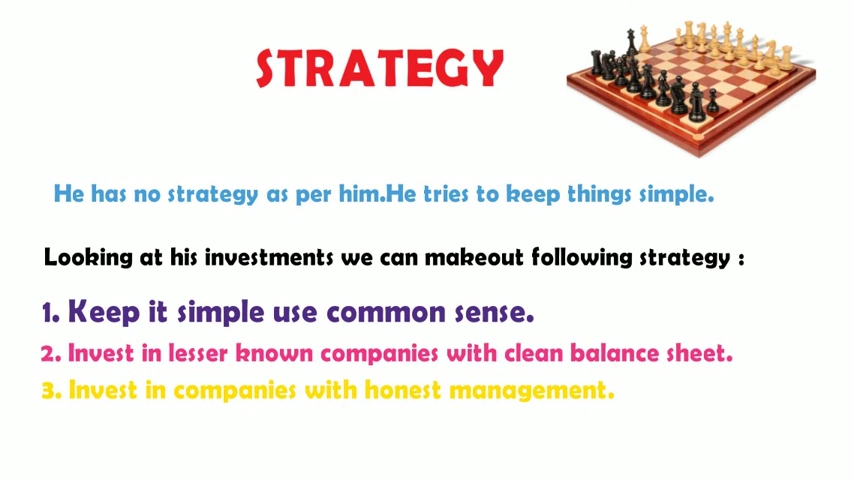 STRATEGY
He has no strategy as per him.He tries to keep things simple.
Looking at his investments we can makeout following strategy :
1. Keep it simple use common sense.
2. Invest in lesser known companies with clean balance sheet.
3. Invest in companies with honest management.